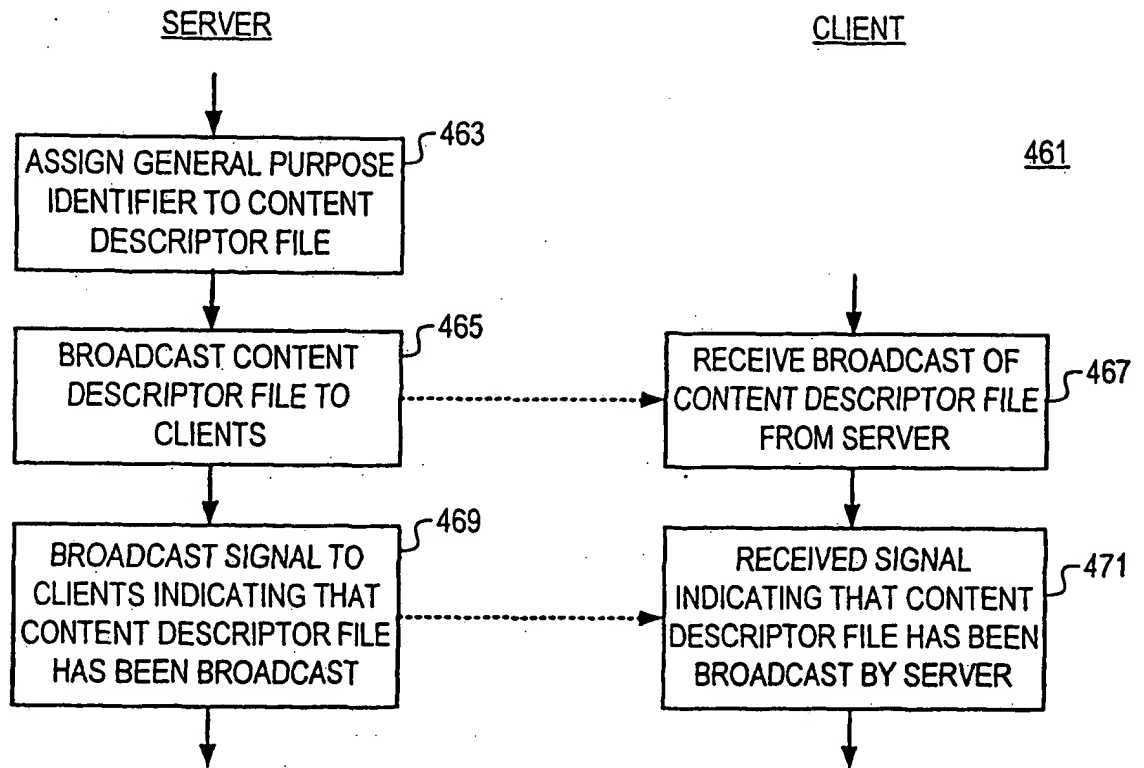 SERVER
CLIENT
461
463
ASSIGN GENERAL PURPOSE
IDENTIFIER TO CONTENT
DESCRIPTOR FILE
465
BROADCAST CONTENT
DESCRIPTOR FILE TO
CLIENTS
467
RECEIVE BROADCAST OF
CONTENT DESCRIPTOR FILE
FROM SERVER
469
BROADCAST SIGNAL TO
CLIENTS INDICATING THAT
CONTENT DESCRIPTOR FILE
HAS BEEN BROADCAST
471
RECEIVED SIGNAL
INDICATING THAT CONTENT
DESCRIPTOR FILE HAS BEEN
BROADCAST BY SERVER